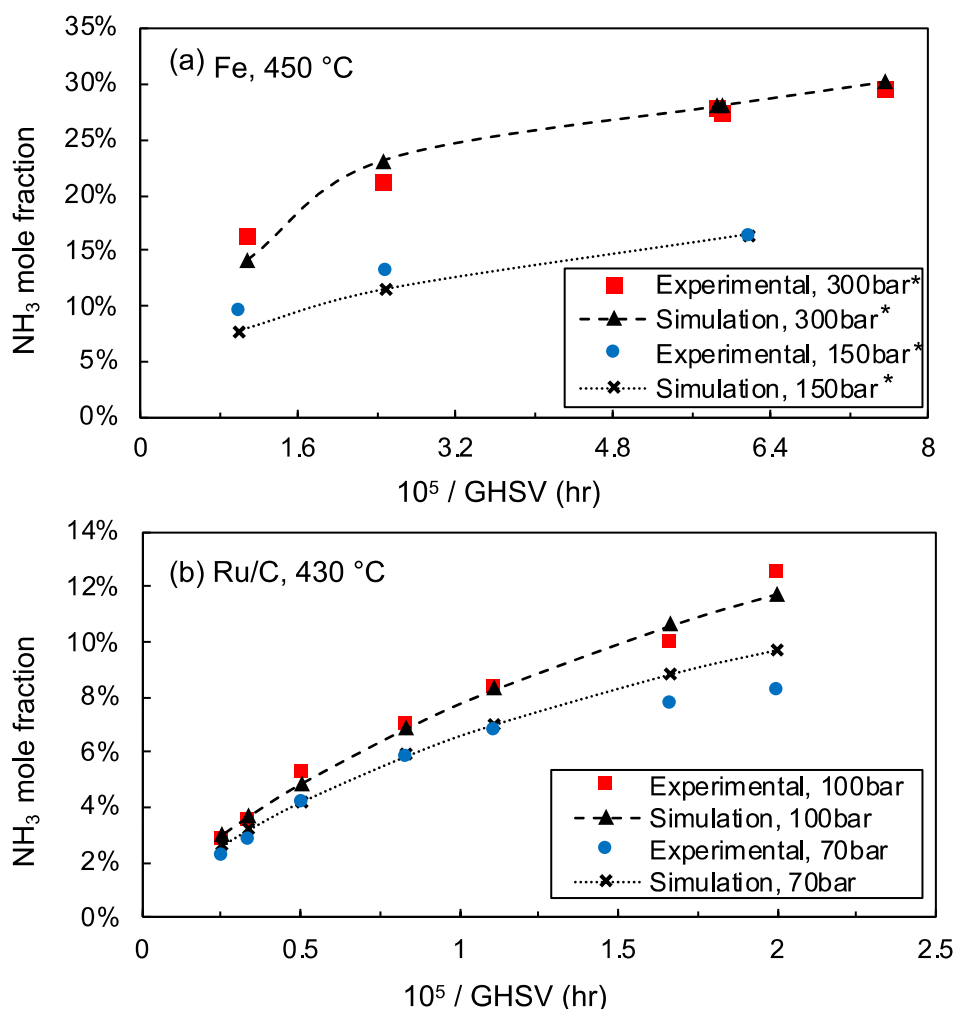 35%
30%
25%
20%
15%
10%
5%
0%
NH₃ mole fraction
(a) Fe, 450 °C
Experimental, 300bar*
Simulation, 300bar*
Experimental, 150bar*
Simulation, 150bar*
0 1.6 3.2 4.8 6.4 8
10⁵ / GHSV (hr)
14%
12%
10%
8%
6%
4%
2%
0%
NH₃ mole fraction
(b) Ru/C, 430 °C
Experimental, 100bar
Simulation, 100bar
Experimental, 70bar
Simulation, 70bar
0 0.5 1 1.5 2 2.5
10⁵ / GHSV (hr)